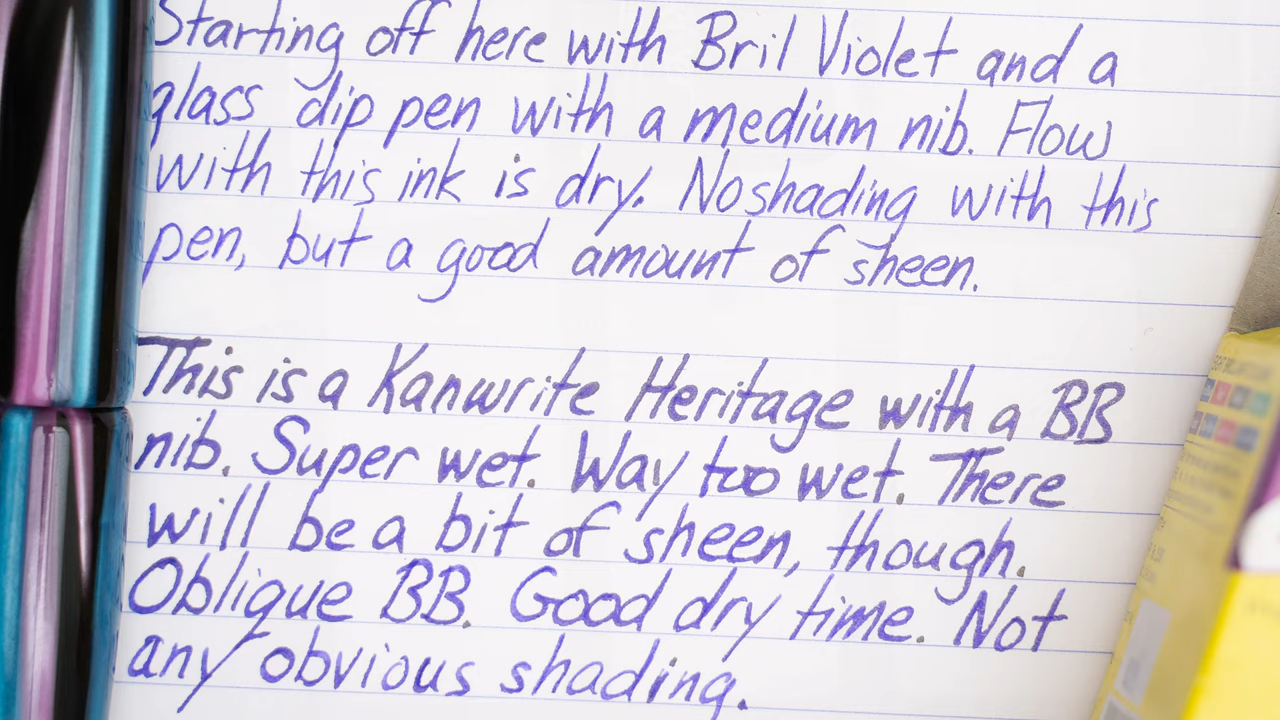 Starting off here with Bril Violet and a
glass dip pen with a medium nib. Flow
with this ink is dry. No shading with this
pen, but a good amount of sheen.
This is a Kanwrite Heritage with a BB
nib. Super wet. Way too wet. There
will be a bit of sheen, though.
Oblique BB. Good dry time. Not
any obvious shading.